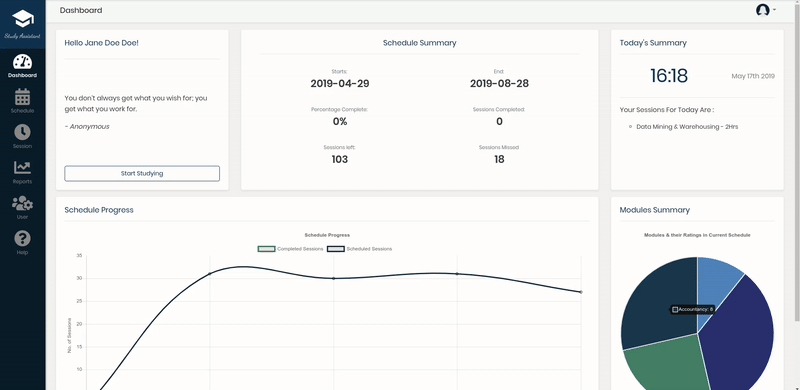 Study Assistant
Dashboard
Schedule
Session
Reports
User
Help
Dashboard
Hello Jane Doe Doe!
You don't always get what you wish for; you
get what you work for.
- Anonymous
Start Studying
Schedule Summary
Starts:
2019-04-29
End:
2019-08-28
Percentage Complete:
0%
Sessions Completed:
0
Sessions left:
103
Sessions Missed
18
Today's Summary
16:18
May 17th 2019
Your Sessions For Today Are :
Data Mining & Warehousing - 2Hrs
Schedule Progress
Schedule Progress
Completed Sessions
Scheduled Sessions
35
30
25
20
15
10
No. of Sessions
Modules Summary
Modules & their Ratings in Current Schedule
Accountancy: 8